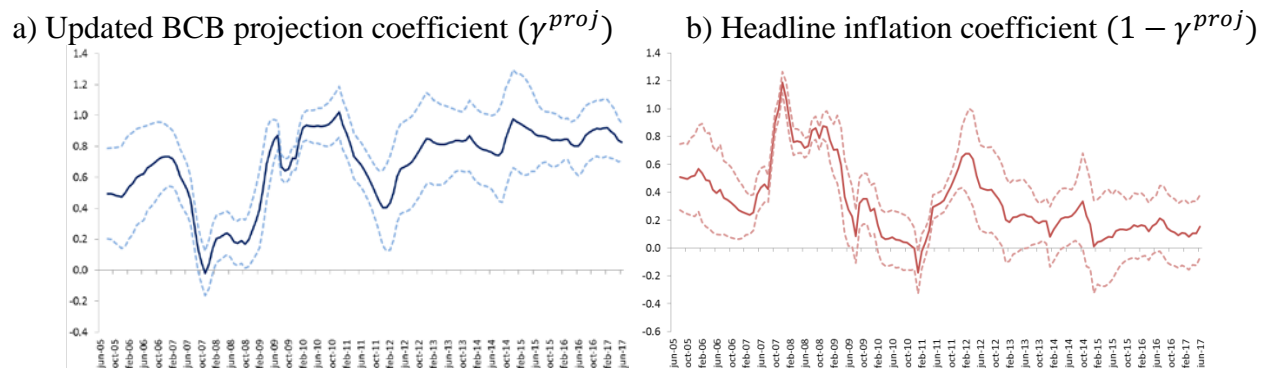 a) Updated BCB projection coefficient (γ^proj)
1.4
1.2
1.0
0.8
0.6
0.4
0.2
0.0
-0.2
-0.4
jun-05
oct-05
feb-06
jun-06
oct-06
feb-07
jun-07
oct-07
feb-08
jun-08
oct-08
feb-09
jun-09
oct-09
feb-10
jun-10
oct-10
feb-11
jun-11
oct-11
feb-12
jun-12
oct-12
feb-13
jun-13
oct-13
feb-14
jun-14
oct-14
feb-15
jun-15
oct-15
feb-16
jun-16
oct-16
feb-17
jun-17
b) Headline inflation coefficient (1 − γ^proj)
1.4
1.2
1.0
0.8
0.6
0.4
0.2
0.0
-0.2
-0.4
-0.6
jun-05
oct-05
feb-06
jun-06
oct-06
feb-07
jun-07
oct-07
feb-08
jun-08
oct-08
feb-09
jun-09
oct-09
feb-10
jun-10
oct-10
feb-11
jun-11
oct-11
feb-12
jun-12
oct-12
feb-13
jun-13
oct-13
feb-14
jun-14
oct-14
feb-15
jun-15
oct-15
feb-16
jun-16
oct-16
feb-17
jun-17